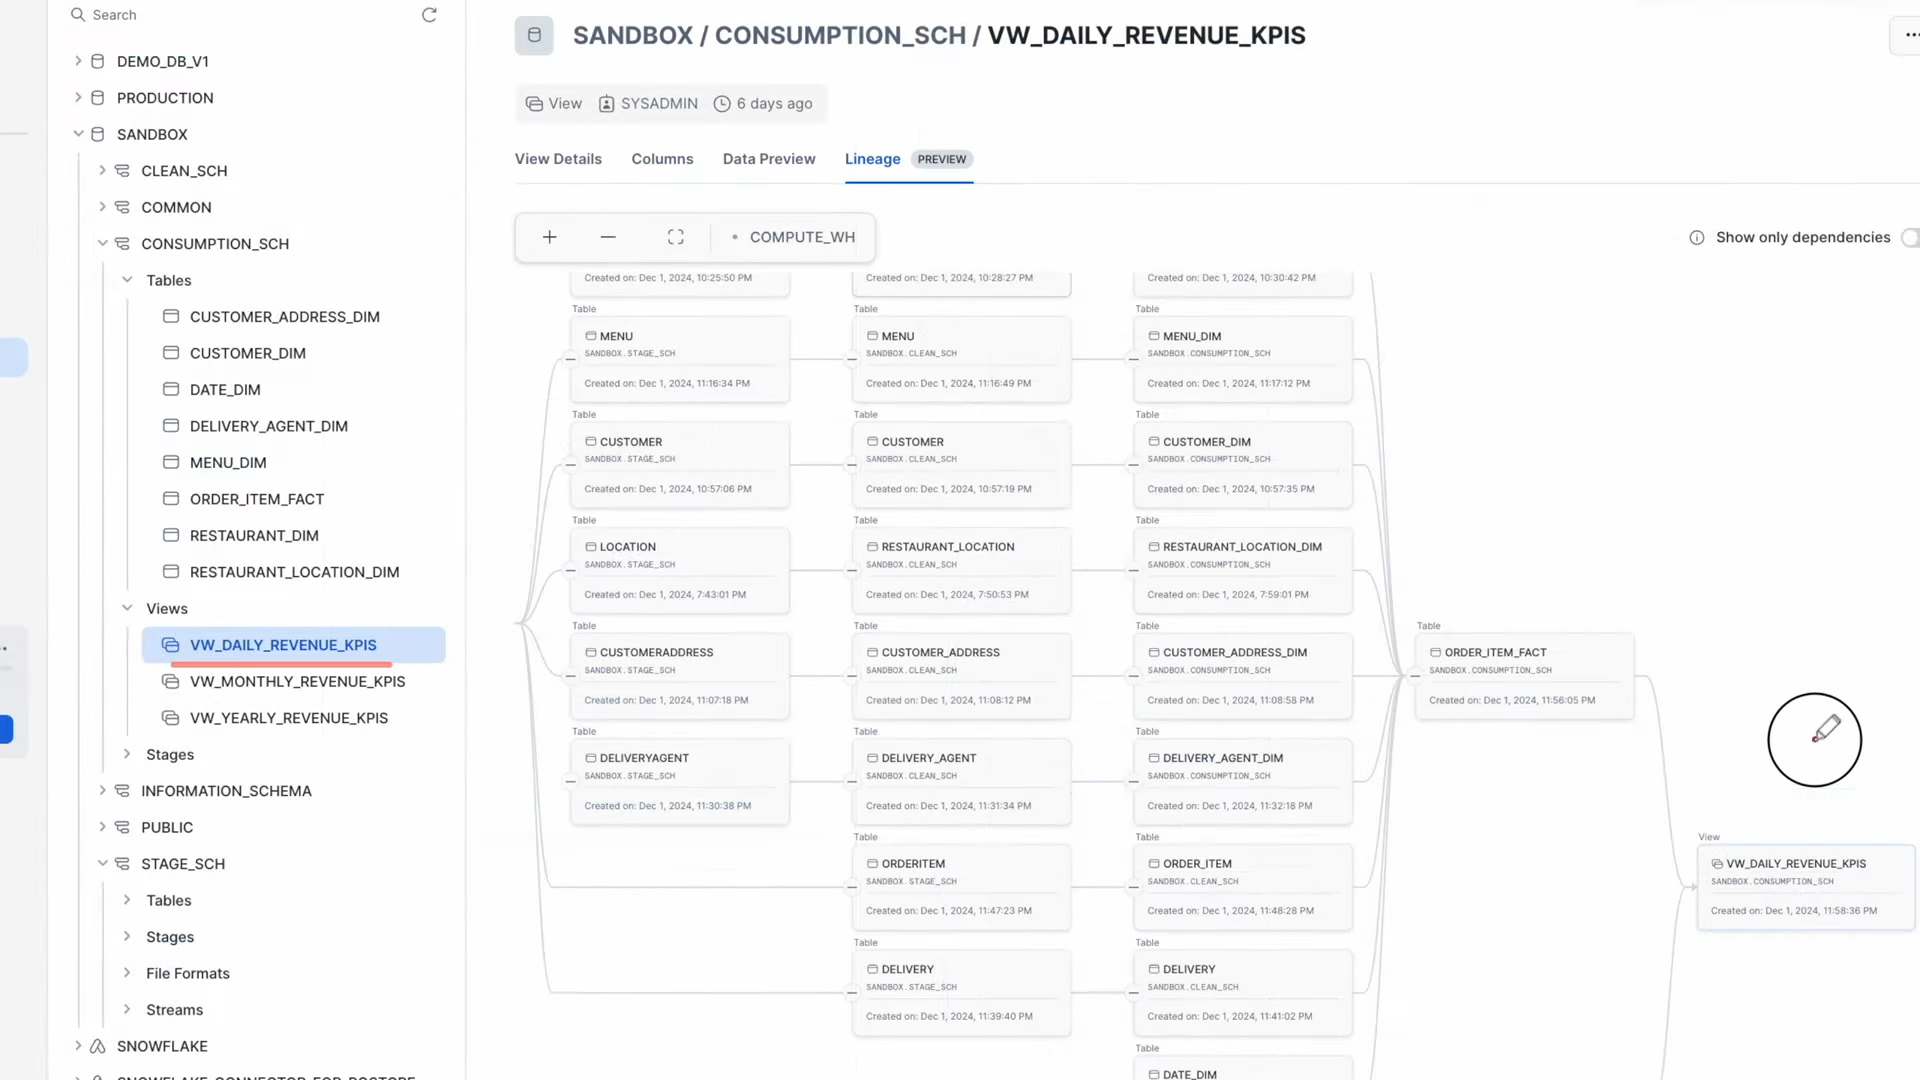 Search
DEMO_DB_V1
PRODUCTION
SANDBOX
CLEAN_SCH
COMMON
CONSUMPTION_SCH
Tables
CUSTOMER_ADDRESS_DIM
CUSTOMER_DIM
DATE_DIM
DELIVERY_AGENT_DIM
MENU_DIM
ORDER_ITEM_FACT
RESTAURANT_DIM
RESTAURANT_LOCATION_DIM
Views
VW_DAILY_REVENUE_KPIS
VW_MONTHLY_REVENUE_KPIS
VW_YEARLY_REVENUE_KPIS
Stages
INFORMATION_SCHEMA
PUBLIC
STAGE_SCH
Tables
Stages
File Formats
Streams
SNOWFLAKE
SANDBOX / CONSUMPTION_SCH / VW_DAILY_REVENUE_KPIS
View SYSADMIN 6 days ago
View Details Columns Data Preview Lineage PREVIEW
COMPUTE_WH
Show only dependencies
Created on: Dec 1, 2024, 10:25:50 PM
Table
MENU
SANDBOX.STAGE_SCH
Created on: Dec 1, 2024, 11:16:34 PM
Table
CUSTOMER
SANDBOX.STAGE_SCH
Created on: Dec 1, 2024, 10:57:06 PM
Table
LOCATION
SANDBOX.STAGE_SCH
Created on: Dec 1, 2024, 7:43:01 PM
Table
CUSTOMERADDRESS
SANDBOX.STAGE_SCH
Created on: Dec 1, 2024, 11:07:18 PM
Table
DELIVERYAGENT
SANDBOX.STAGE_SCH
Created on: Dec 1, 2024, 11:30:38 PM
Created on: Dec 1, 2024, 10:28:27 PM
Table
MENU
SANDBOX.CLEAN_SCH
Created on: Dec 1, 2024, 11:16:49 PM
Table
CUSTOMER
SANDBOX.CLEAN_SCH
Created on: Dec 1, 2024, 10:57:19 PM
Table
RESTAURANT_LOCATION
SANDBOX.CLEAN_SCH
Created on: Dec 1, 2024, 7:50:53 PM
Table
CUSTOMER_ADDRESS
SANDBOX.CLEAN_SCH
Created on: Dec 1, 2024, 11:08:12 PM
Table
DELIVERY_AGENT
SANDBOX.CLEAN_SCH
Created on: Dec 1, 2024, 11:31:34 PM
Table
ORDERITEM
SANDBOX.STAGE_SCH
Created on: Dec 1, 2024, 11:47:23 PM
Table
DELIVERY
SANDBOX.STAGE_SCH
Created on: Dec 1, 2024, 11:39:40 PM
Created on: Dec 1, 2024, 10:30:42 PM
Table
MENU_DIM
SANDBOX.CONSUMPTION_SCH
Created on: Dec 1, 2024, 11:17:12 PM
Table
CUSTOMER_DIM
SANDBOX.CONSUMPTION_SCH
Created on: Dec 1, 2024, 10:57:35 PM
Table
RESTAURANT_LOCATION_DIM
SANDBOX.CONSUMPTION_SCH
Created on: Dec 1, 2024, 7:59:01 PM
Table
CUSTOMER_ADDRESS_DIM
SANDBOX.CONSUMPTION_SCH
Created on: Dec 1, 2024, 11:08:58 PM
Table
DELIVERY_AGENT_DIM
SANDBOX.CONSUMPTION_SCH
Created on: Dec 1, 2024, 11:32:18 PM
Table
ORDER_ITEM
SANDBOX.CLEAN_SCH
Created on: Dec 1, 2024, 11:48:28 PM
Table
DELIVERY
SANDBOX.CLEAN_SCH
Created on: Dec 1, 2024, 11:41:02 PM
Table
DATE_DIM
Table
ORDER_ITEM_FACT
SANDBOX.CONSUMPTION_SCH
Created on: Dec 1, 2024, 11:56:05 PM
View
VW_DAILY_REVENUE_KPIS
SANDBOX.CONSUMPTION_SCH
Created on: Dec 1, 2024, 11:58:36 PM